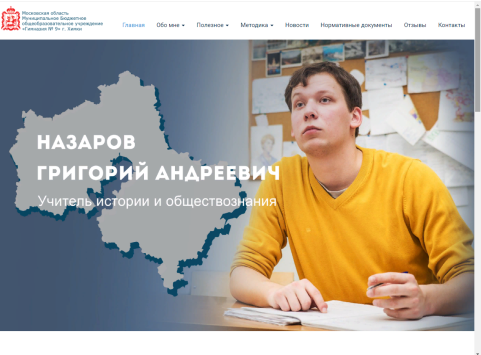 Московская область
Муниципальное Бюджетное
общеобразовательное учреждение
«Гимназия № 9» г. Химки
Главная Обо мне Полезное Методика Новости Нормативные документы Отзывы Контакты
НАЗАРОВ
ГРИГОРИЙ АНДРЕЕВИЧ
Учитель истории и обществознания